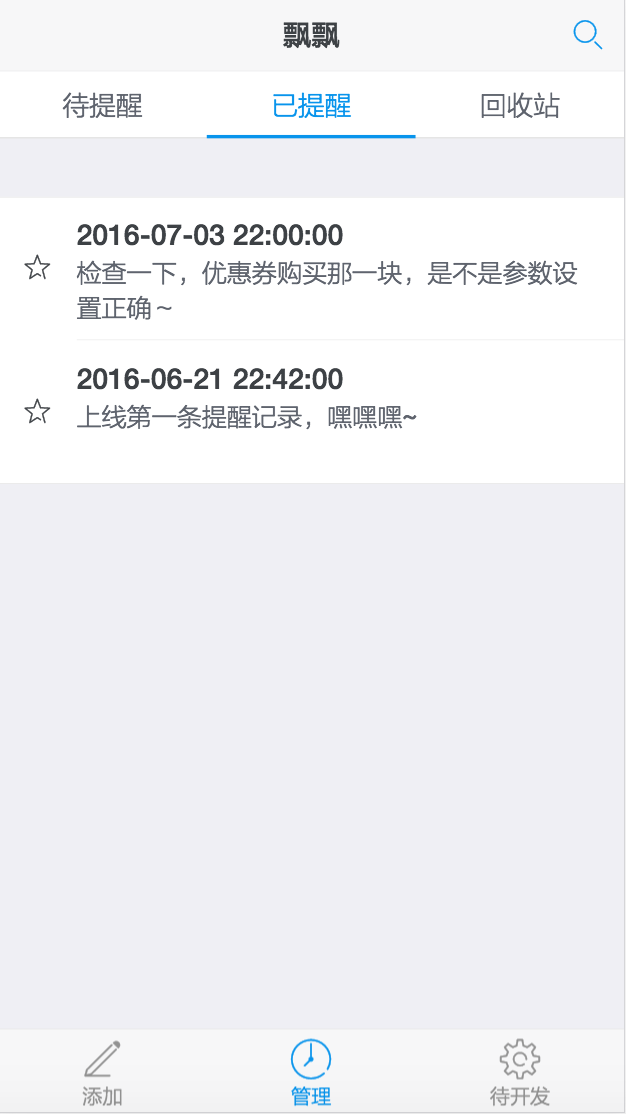 飘飘
待提醒 已提醒 回收站
2016-07-03 22:00:00
检查一下，优惠券购买那一块，是不是参数设
置正确～
2016-06-21 22:42:00
上线第一条提醒记录，嘿嘿嘿~
添加 管理 待开发